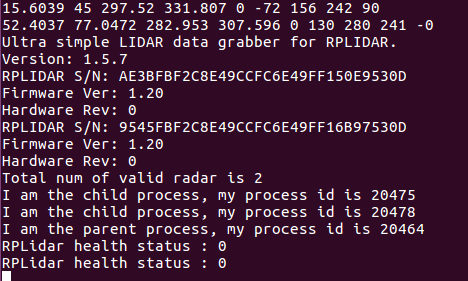 15.6039 45 297.52 331.807 0 -72 156 242 90
52.4037 77.0472 282.953 307.596 0 130 280 241 -0
Ultra simple LIDAR data grabber for RPLIDAR.
Version: 1.5.7
RPLIDAR S/N: AE3BFBF2C8E49CCFC6E49FF150E9530D
Firmware Ver: 1.20
Hardware Rev: 0
RPLIDAR S/N: 9545FBF2C8E49CCFC6E49FF16B97530D
Firmware Ver: 1.20
Hardware Rev: 0
Total num of valid radar is 2
I am the child process, my process id is 20475
I am the child process, my process id is 20478
I am the parent process, my process id is 20464
RPLidar health status : 0
RPLidar health status : 0